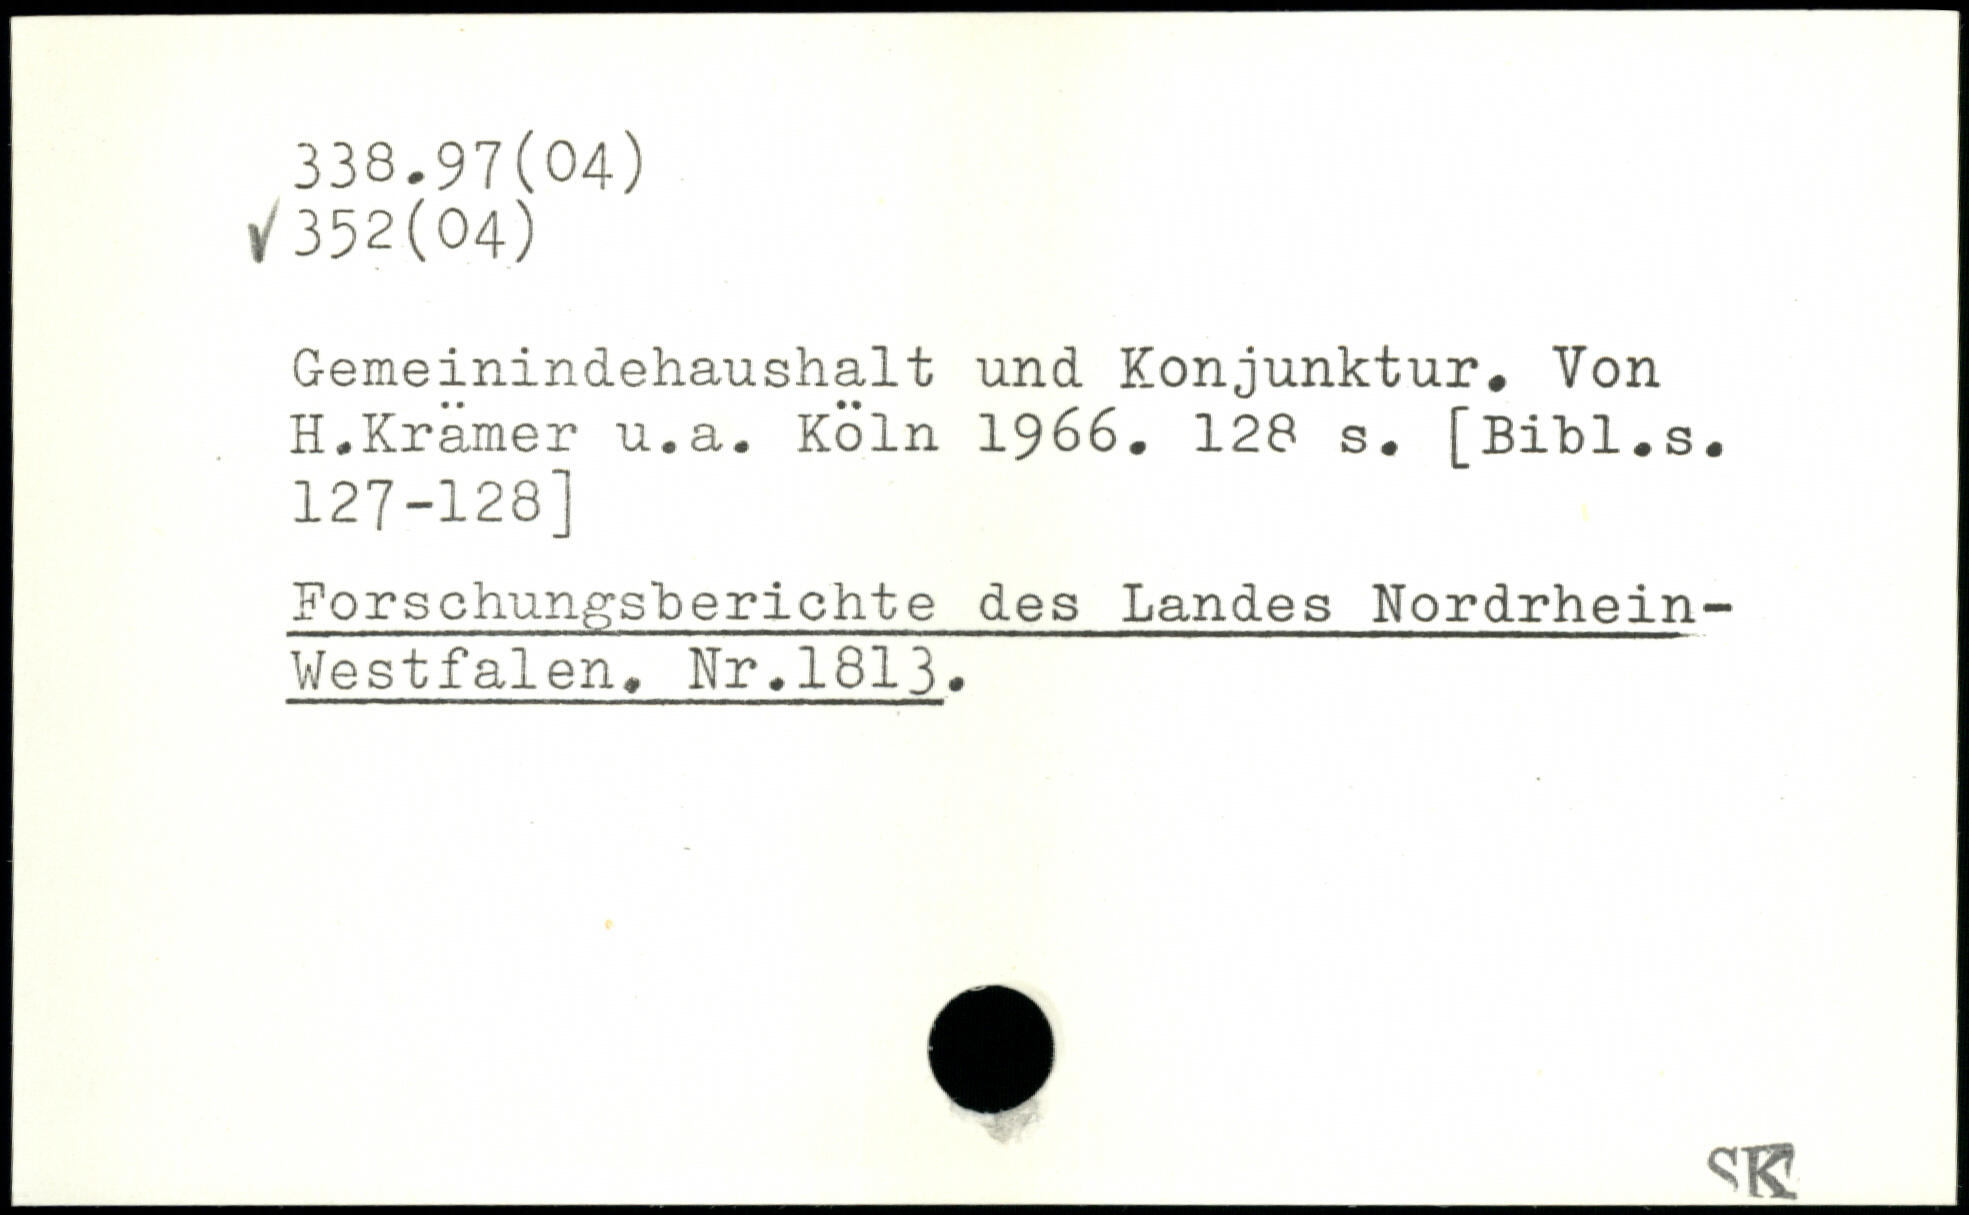 338.97(04)
✓352(04)
Gemeinindehaushalt und Konjunktur. Von
H.Krämer u.a. Köln 1966. 128 s. [Bibl.s.
127-128]
Forschungsberichte des Landes Nordrhein-
Westfalen. Nr.1813.
SK